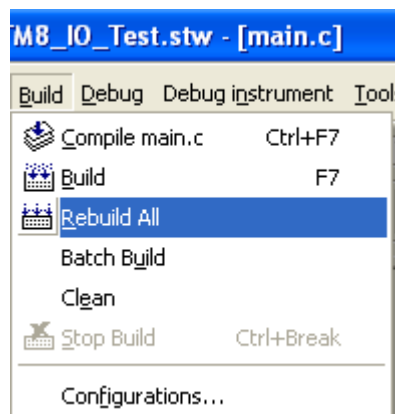 M8_IO_Test.stw - [main.c]
Build Debug Debug instrument Tool
Compile main.c Ctrl+F7
Build F7
Rebuild All
Batch Build
Clean
Stop Build Ctrl+Break
Configurations...